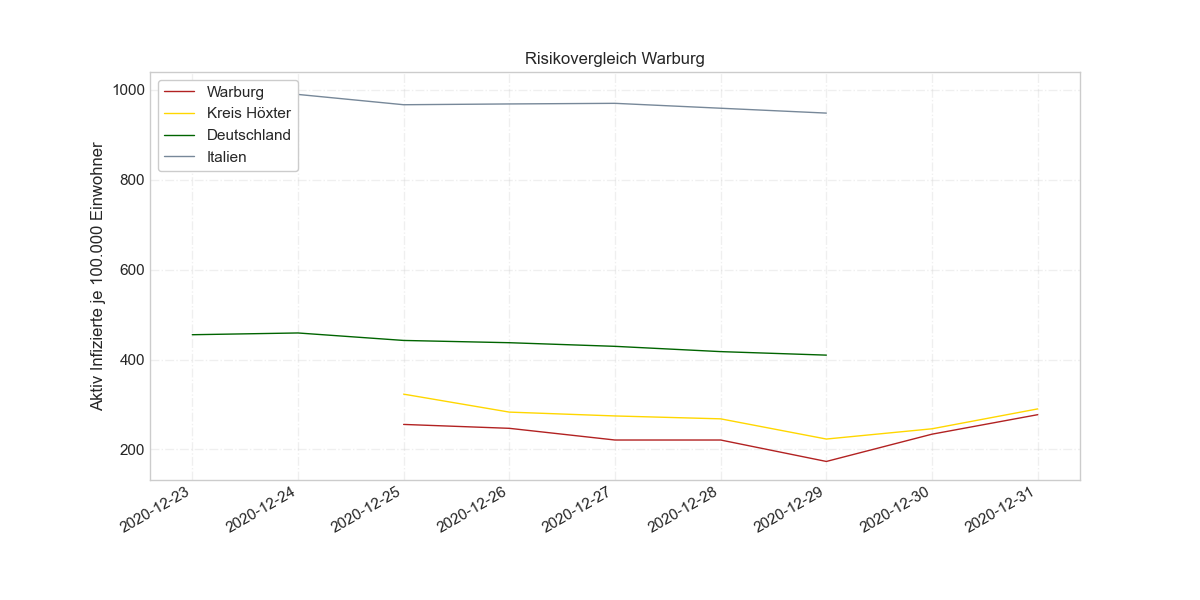 Risikovergleich Warburg
Aktiv Infizierte je 100.000 Einwohner
1000
800
600
400
200
Warburg
Kreis Höxter
Deutschland
Italien
2020-12-23
2020-12-24
2020-12-25
2020-12-26
2020-12-27
2020-12-28
2020-12-29
2020-12-30
2020-12-31